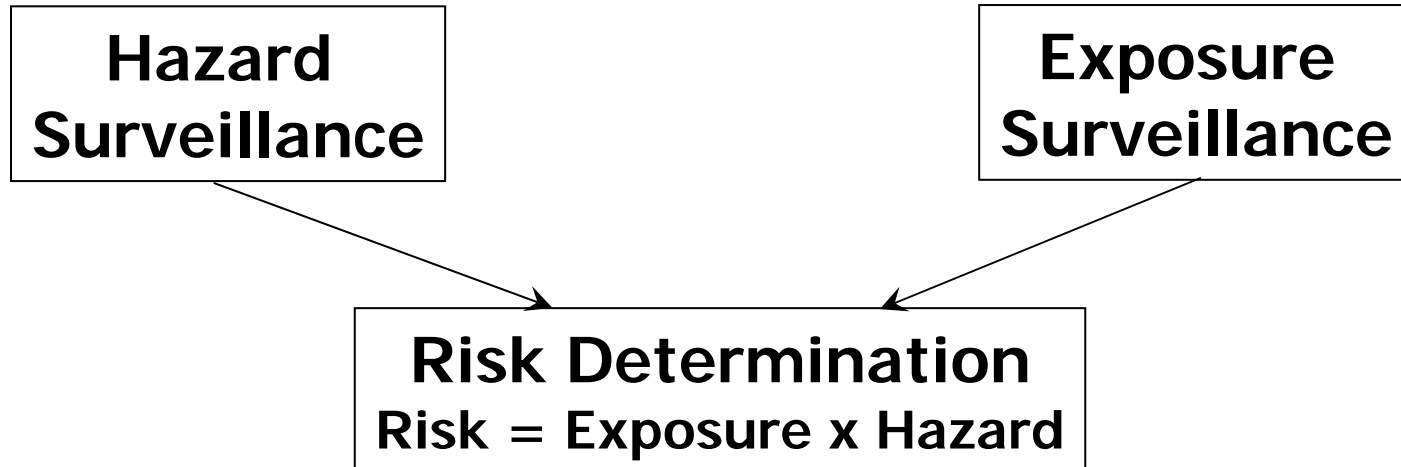 Hazard
Surveillance
Exposure
Surveillance
Risk Determination
Risk = Exposure x Hazard